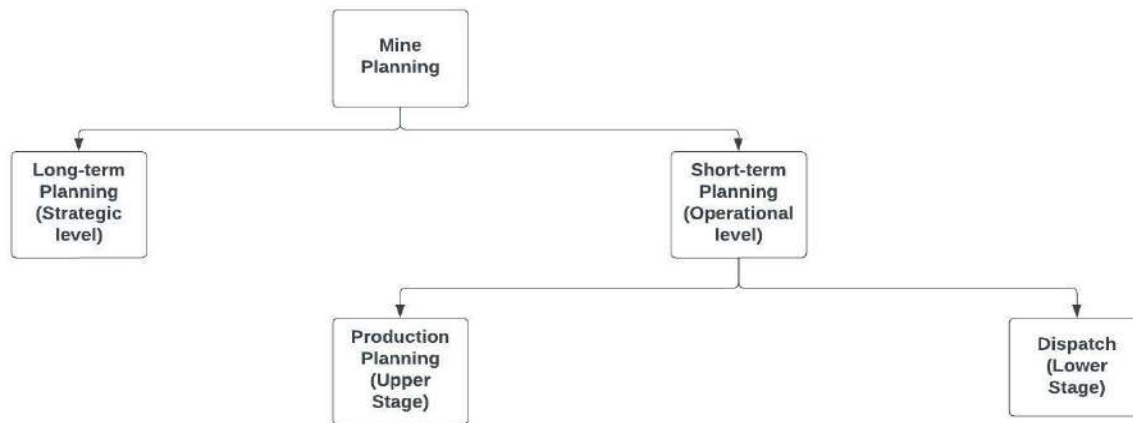 Mine
Planning
Long-term
Planning
(Strategic
level)
Short-term
Planning
(Operational
level)
Production
Planning
(Upper
Stage)
Dispatch
(Lower
Stage)